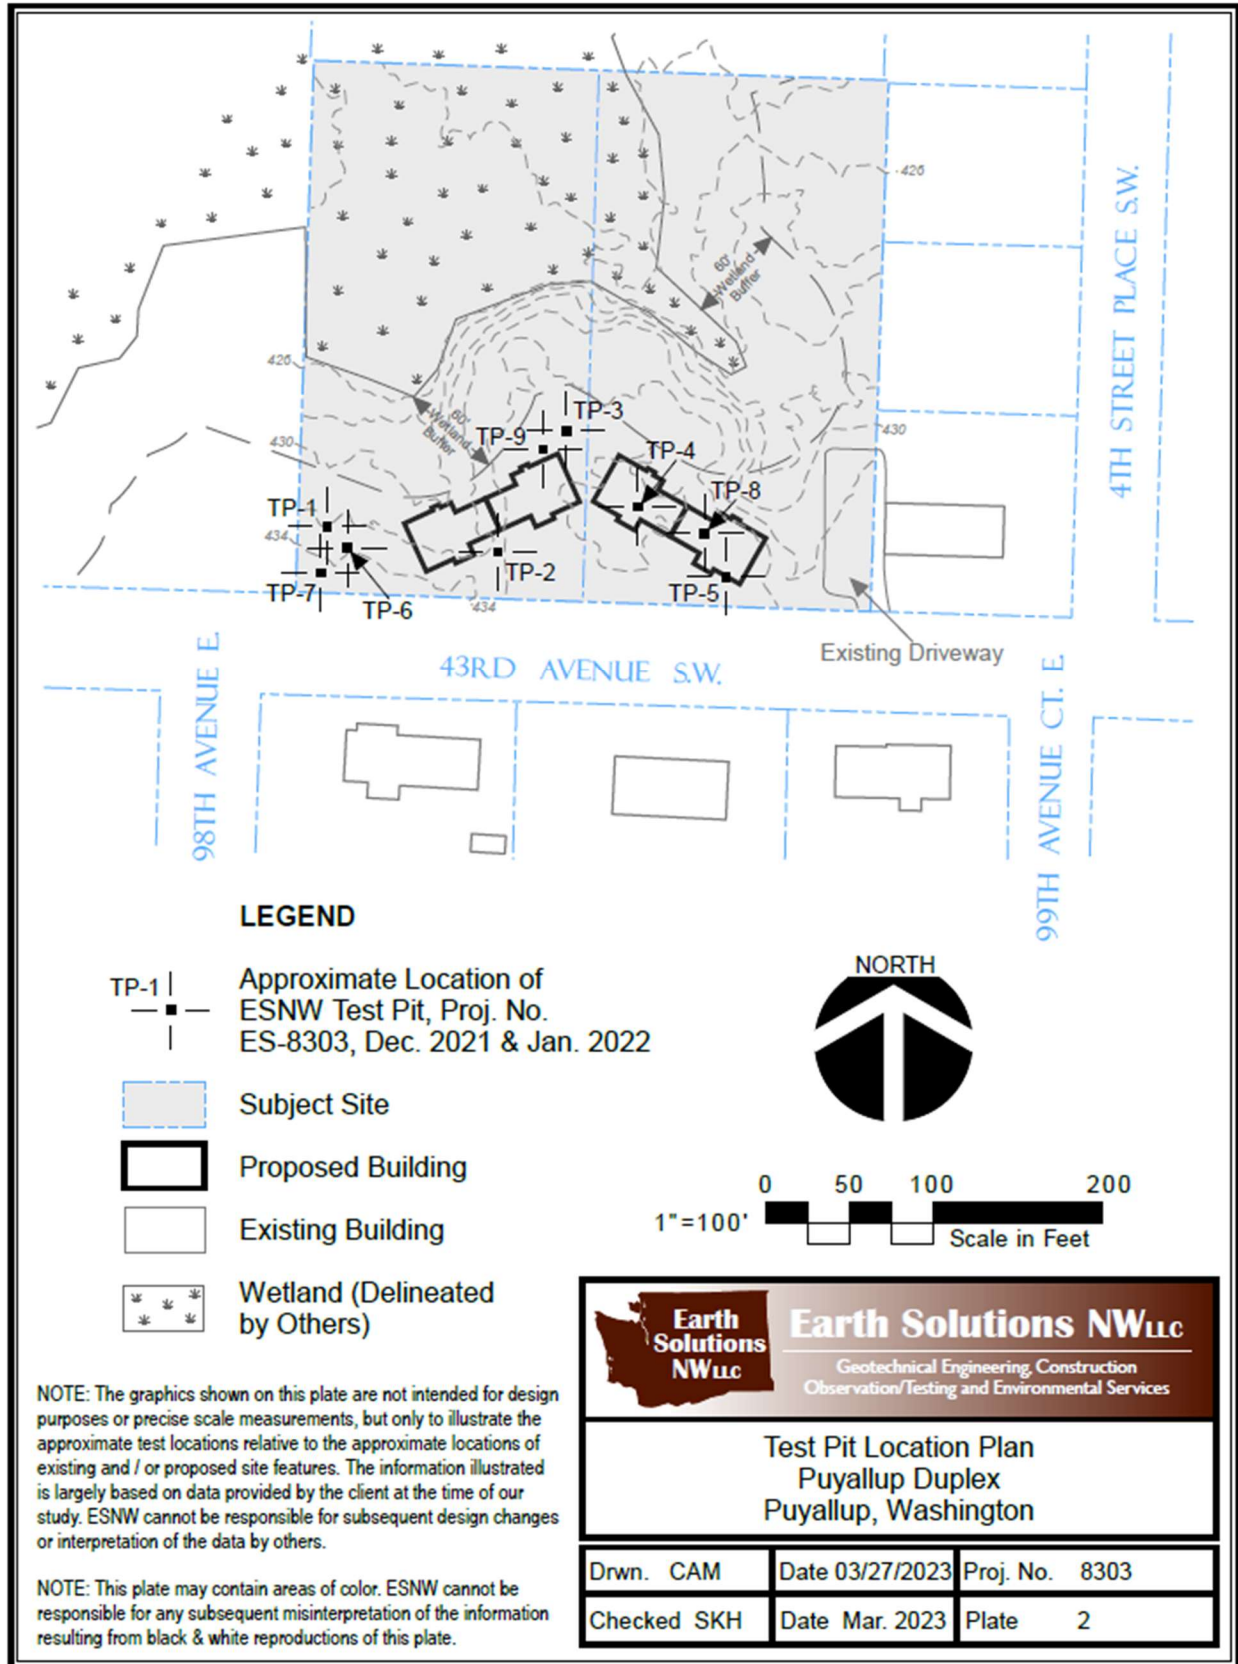 426
4TH STREET PLACE S.W.
60'
Wetland
Buffer
426
60'
Wetland
Buffer
TP-3
430
430
TP-9
TP-4
TP-8
TP-1
434
TP-2
TP-7
TP-6
TP-5
434
Existing Driveway
43RD AVENUE S.W.
98TH AVENUE E.
99TH AVENUE CT. E.
LEGEND
TP-1
Approximate Location of
ESNW Test Pit, Proj. No.
ES-8303, Dec. 2021 & Jan. 2022
Subject Site
Proposed Building
Existing Building
Wetland (Delineated
by Others)
NORTH
0 50 100 200
1"=100'
Scale in Feet
NOTE: The graphics shown on this plate are not intended for design
purposes or precise scale measurements, but only to illustrate the
approximate test locations relative to the approximate locations of
existing and / or proposed site features. The information illustrated
is largely based on data provided by the client at the time of our
study. ESNW cannot be responsible for subsequent design changes
or interpretation of the data by others.
NOTE: This plate may contain areas of color. ESNW cannot be
responsible for any subsequent misinterpretation of the information
resulting from black & white reproductions of this plate.
Earth
Solutions
NWLLC
Earth Solutions NWLLC
Geotechnical Engineering, Construction
Observation/Testing and Environmental Services
Test Pit Location Plan
Puyallup Duplex
Puyallup, Washington
Drwn. CAM Date 03/27/2023 Proj. No. 8303
Checked SKH Date Mar. 2023 Plate 2